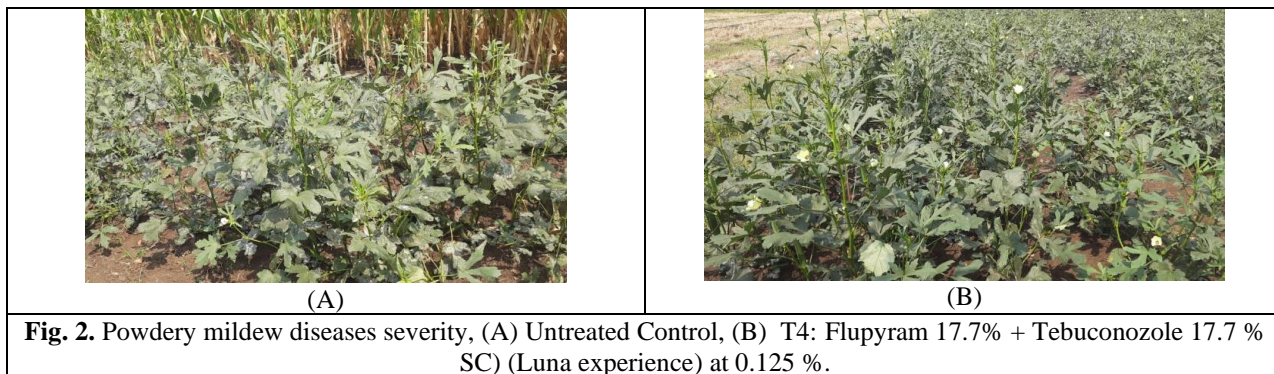 (A)
(B)
Fig. 2. Powdery mildew diseases severity, (A) Untreated Control, (B) T4: Flupyram 17.7% + Tebuconozole 17.7 %
SC) (Luna experience) at 0.125 %.